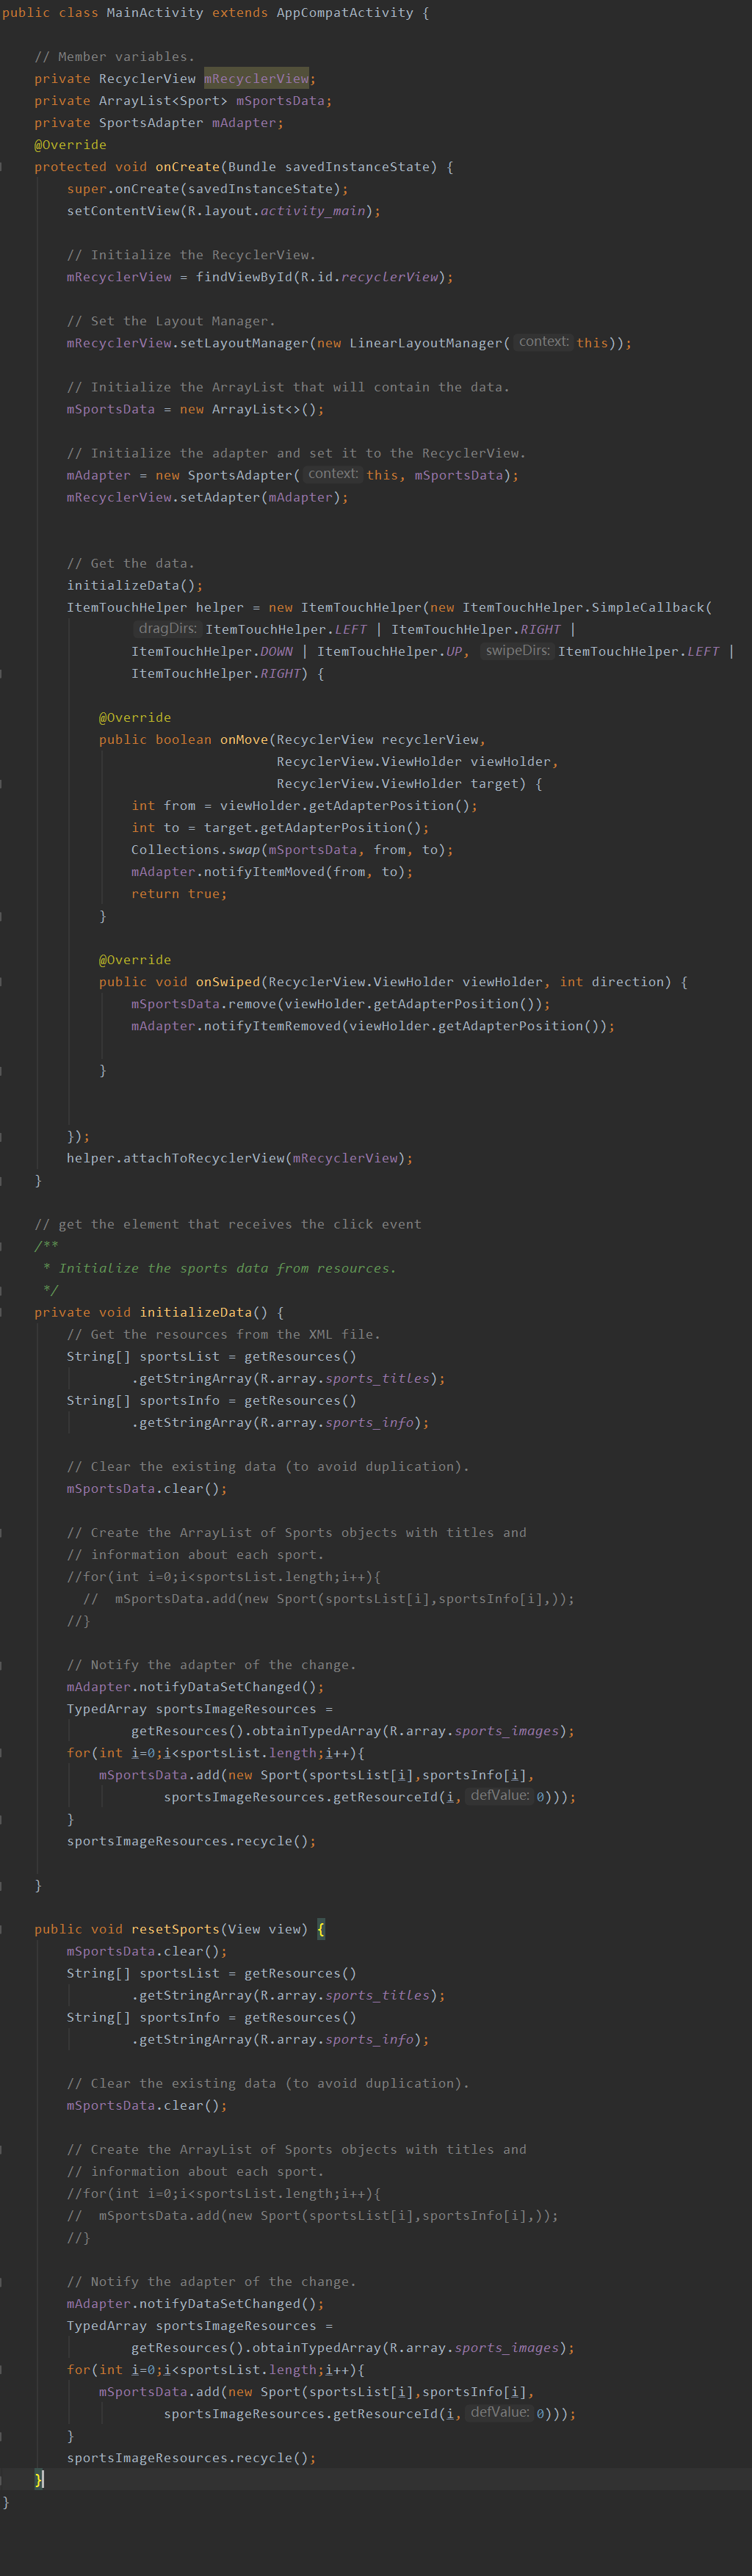 public class MainActivity extends AppCompatActivity {
// Member variables.
private RecyclerView mRecyclerView;
private ArrayList<Sport> mSportsData;
private SportsAdapter mAdapter;
@Override
protected void onCreate(Bundle savedInstanceState) {
super.onCreate(savedInstanceState);
setContentView(R.layout.activity_main);
// Initialize the RecyclerView.
mRecyclerView = findViewById(R.id.recyclerView);
// Set the Layout Manager.
mRecyclerView.setLayoutManager(new LinearLayoutManager( context: this));
// Initialize the ArrayList that will contain the data.
mSportsData = new ArrayList<>();
// Initialize the adapter and set it to the RecyclerView.
mAdapter = new SportsAdapter( context: this, mSportsData);
mRecyclerView.setAdapter(mAdapter);
// Get the data.
initializeData();
ItemTouchHelper helper = new ItemTouchHelper(new ItemTouchHelper.SimpleCallback(
dragDirs: ItemTouchHelper.LEFT | ItemTouchHelper.RIGHT |
ItemTouchHelper.DOWN | ItemTouchHelper.UP, swipeDirs: ItemTouchHelper.LEFT |
ItemTouchHelper.RIGHT) {
@Override
public boolean onMove(RecyclerView recyclerView,
RecyclerView.ViewHolder viewHolder,
RecyclerView.ViewHolder target) {
int from = viewHolder.getAdapterPosition();
int to = target.getAdapterPosition();
Collections.swap(mSportsData, from, to);
mAdapter.notifyItemMoved(from, to);
return true;
}
@Override
public void onSwiped(RecyclerView.ViewHolder viewHolder, int direction) {
mSportsData.remove(viewHolder.getAdapterPosition());
mAdapter.notifyItemRemoved(viewHolder.getAdapterPosition());
}
});
helper.attachToRecyclerView(mRecyclerView);
}
// get the element that receives the click event
/**
* Initialize the sports data from resources.
*/
private void initializeData() {
// Get the resources from the XML file.
String[] sportsList = getResources()
.getStringArray(R.array.sports_titles);
String[] sportsInfo = getResources()
.getStringArray(R.array.sports_info);
// Clear the existing data (to avoid duplication).
mSportsData.clear();
// Create the ArrayList of Sports objects with titles and
// information about each sport.
//for(int i=0;i<sportsList.length;i++){
//  mSportsData.add(new Sport(sportsList[i],sportsInfo[i],));
//}
// Notify the adapter of the change.
mAdapter.notifyDataSetChanged();
TypedArray sportsImageResources =
getResources().obtainTypedArray(R.array.sports_images);
for(int i=0;i<sportsList.length;i++){
mSportsData.add(new Sport(sportsList[i],sportsInfo[i],
sportsImageResources.getResourceId(i, defValue: 0)));
}
sportsImageResources.recycle();
}
public void resetSports(View view) {
mSportsData.clear();
String[] sportsList = getResources()
.getStringArray(R.array.sports_titles);
String[] sportsInfo = getResources()
.getStringArray(R.array.sports_info);
// Clear the existing data (to avoid duplication).
mSportsData.clear();
// Create the ArrayList of Sports objects with titles and
// information about each sport.
//for(int i=0;i<sportsList.length;i++){
//  mSportsData.add(new Sport(sportsList[i],sportsInfo[i],));
//}
// Notify the adapter of the change.
mAdapter.notifyDataSetChanged();
TypedArray sportsImageResources =
getResources().obtainTypedArray(R.array.sports_images);
for(int i=0;i<sportsList.length;i++){
mSportsData.add(new Sport(sportsList[i],sportsInfo[i],
sportsImageResources.getResourceId(i, defValue: 0)));
}
sportsImageResources.recycle();
}
}